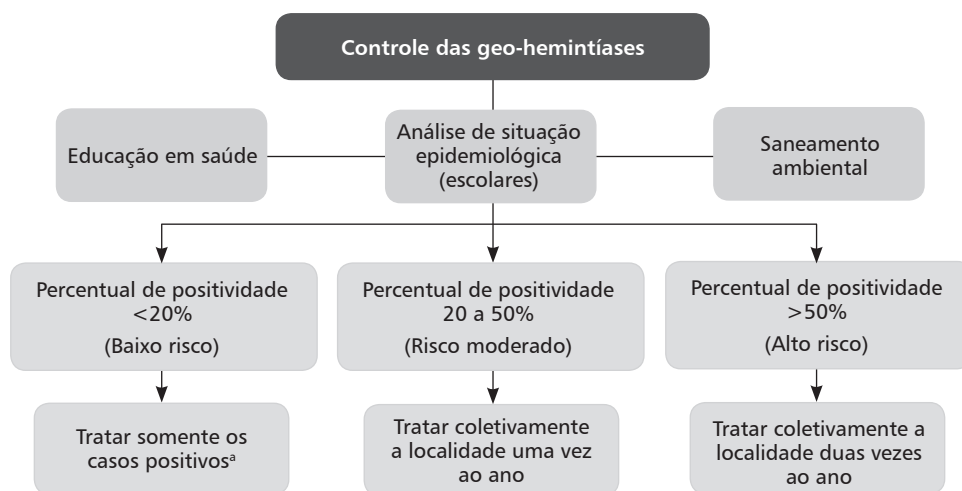 Controle das geo-hemintíases
Educação em saúde
Análise de situação
epidemiológica
(escolares)
Saneamento
ambiental
Percentual de positividade
<20%
(Baixo risco)
Percentual de positividade
20 a 50%
(Risco moderado)
Percentual de positividade
>50%
(Alto risco)
Tratar somente os
casos positivosª
Tratar coletivamente
a localidade uma vez
ao ano
Tratar coletivamente a
localidade duas vezes
ao ano